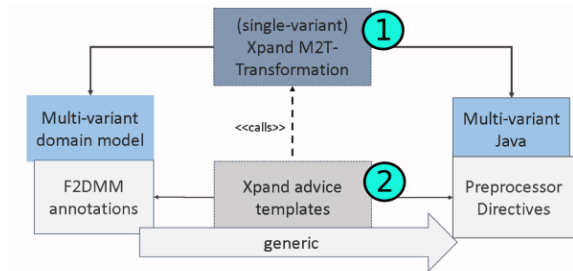 (single-variant)
Xpand M2T-
Transformation
1
Multi-variant
domain model
<<calls>>
Multi-variant
Java
F2DMM
annotations
Xpand advice
templates
2
Preprocessor
Directives
generic